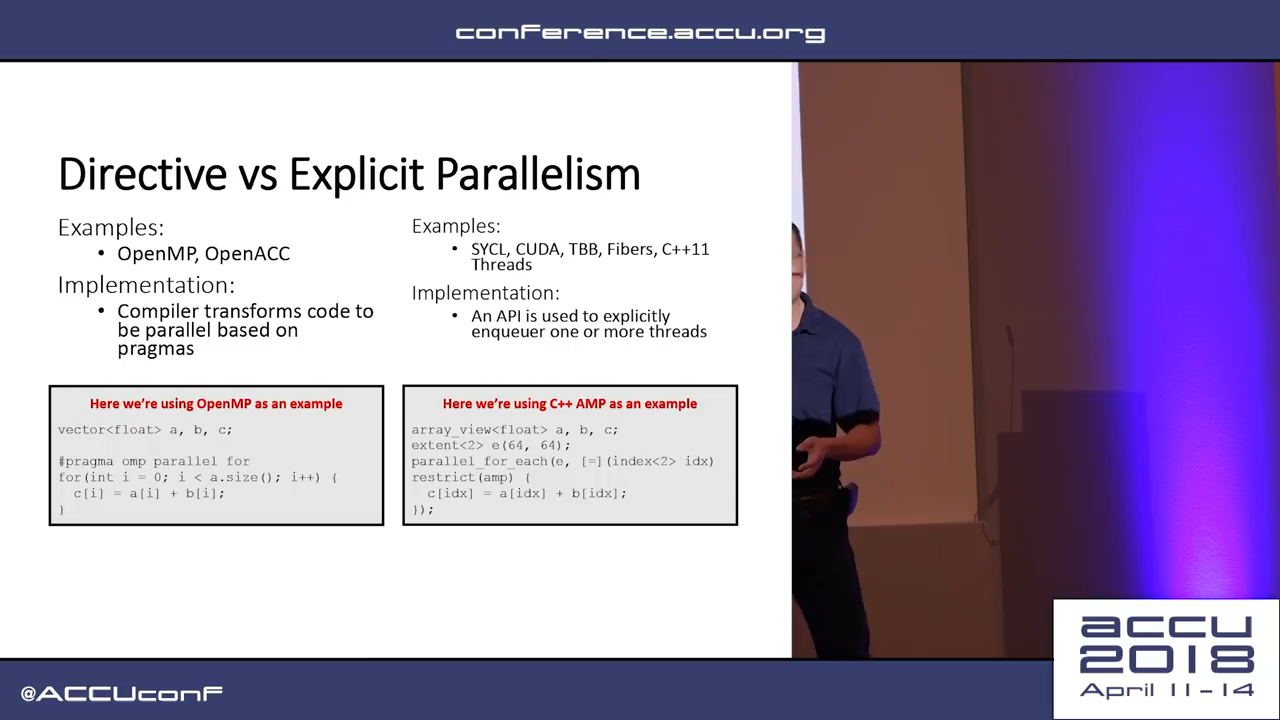 conference.accu.org
Directive vs Explicit Parallelism
Examples:
• OpenMP, OpenACC
Implementation:
• Compiler transforms code to
be parallel based on
pragmas
Examples:
• SYCL, CUDA, TBB, Fibers, C++11
Threads
Implementation:
• An API is used to explicitly
enqueuer one or more threads
Here we're using OpenMP as an example
vector<float> a, b, c;
#pragma omp parallel for
for(int i = 0; i < a.size(); i++) {
c[i] = a[i] + b[i];
}
Here we're using C++ AMP as an example
array_view<float> a, b, c;
extent<2> e(64, 64);
parallel_for_each(e, [=](index<2> idx)
restrict(amp) {
c[idx] = a[idx] + b[idx];
});
@ACCUconf
accu
2018
April 11-14